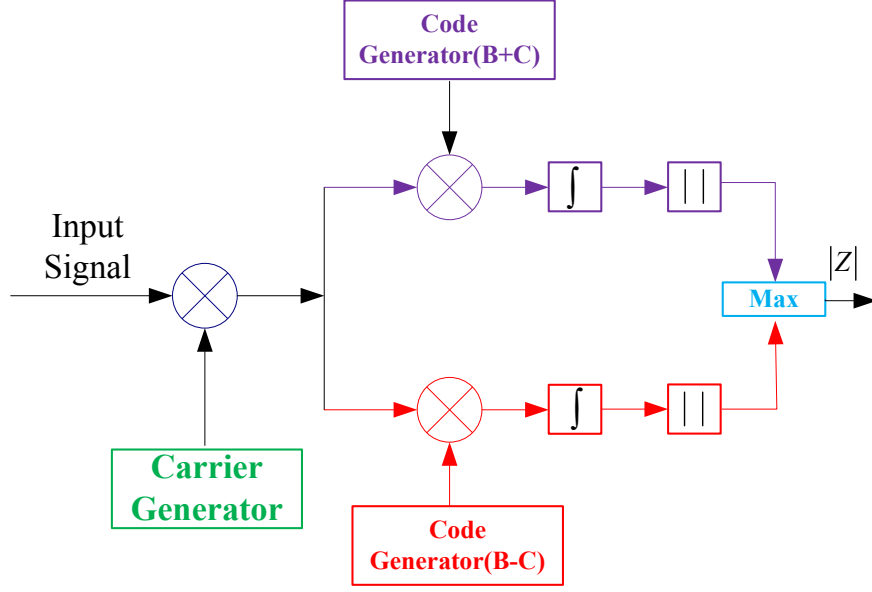 Code
Generator(B+C)
∫
| |
Input
Signal
|Z|
Max
∫
| |
Carrier
Generator
Code
Generator(B-C)